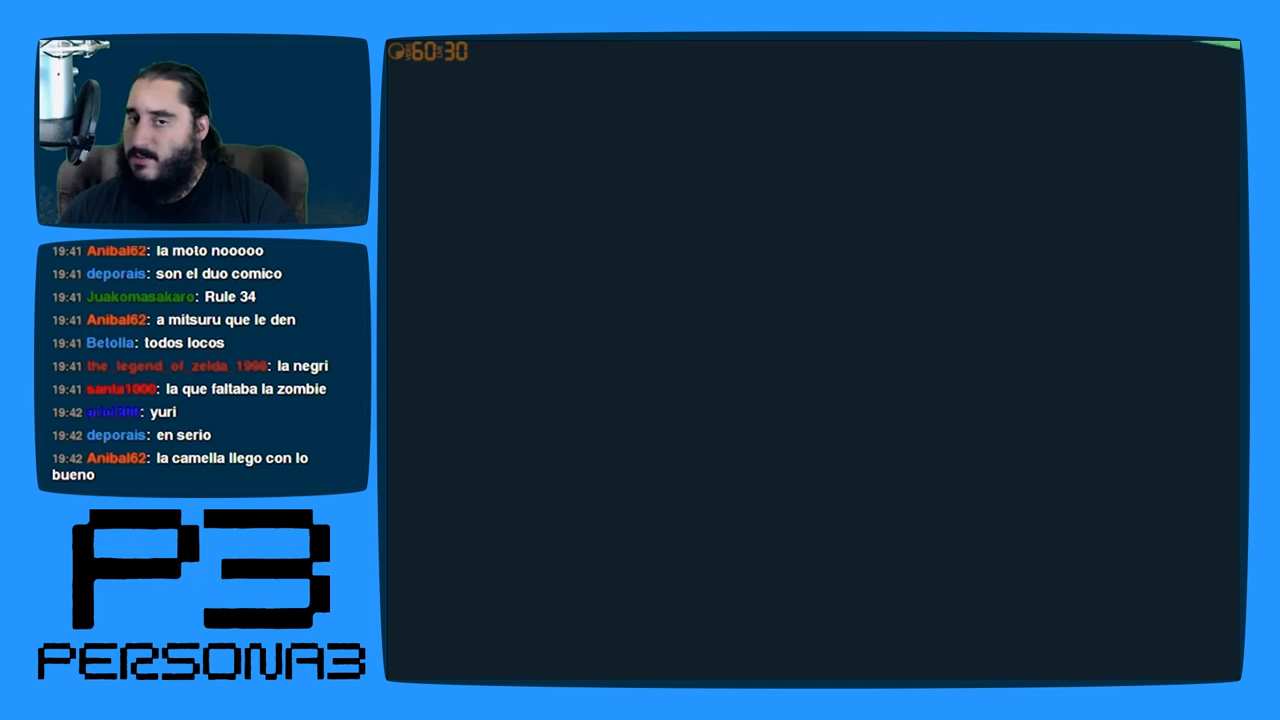 60 30
19:41 Anibal62: la moto nooooo
19:41 deporais: son el duo comico
19:41 Juakomasakaro: Rule 34
19:41 Anibal62: a mitsuru que le den
19:41 Betolla: todos locos
19:41 the_legend_of_zelda_1998: la negri
19:41 santa1000: la que faltaba la zombie
19:42 : yuri
19:42 deporais: en serio
19:42 Anibal62: la camella llego con lo
bueno
P3
PERSONA3